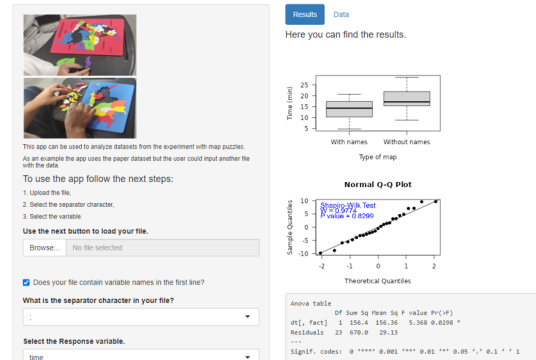 This app can be used to analyze datasets from the experiment with map puzzles.
As an example the app uses the paper dataset but the user could input another file
with the data.
To use the app follow the next steps:
1. Upload the file,
2. Select the separator character,
3. Select the variable.
Use the next button to load your file.
Browse... No file selected
Does your file contain variable names in the first line?
What is the separator character in your file?
;
Select the Response variable.
time
Results Data
Here you can find the results.
Time (min)
25
20
15
10
5
With names Without names
Type of map
Normal Q-Q Plot
Shapiro-Wilk Test
W = 0.9774
P value = 0.8299
Sample Quantiles
10
5
0
-5
-10
-2 -1 0 1 2
Theoretical Quantiles
Anova table
Df Sum Sq Mean Sq F value Pr(>F)
dt[, fact] 1 156.4 156.36 5.368 0.0298 *
Residuals 23 670.0 29.13
---
Signif. codes: 0 '***' 0.001 '**' 0.01 '*' 0.05 '.' 0.1 ' ' 1